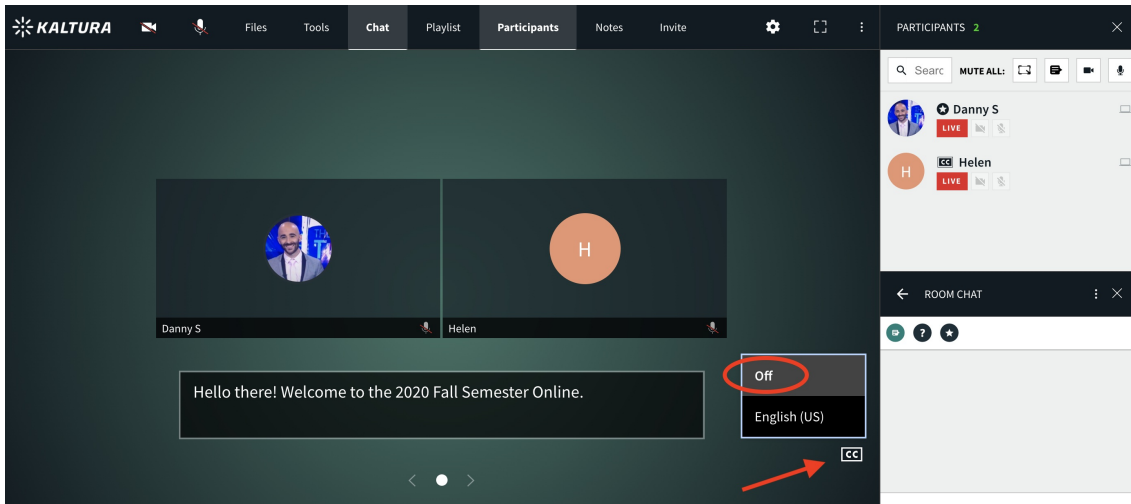 KALTURA Files Tools Chat Playlist Participants Notes Invite
PARTICIPANTS 2
Searc MUTE ALL:
Danny S
LIVE
CC Helen
H
LIVE
H
Danny S
Helen
ROOM CHAT
?
Off
Hello there! Welcome to the 2020 Fall Semester Online.
English (US)
CC